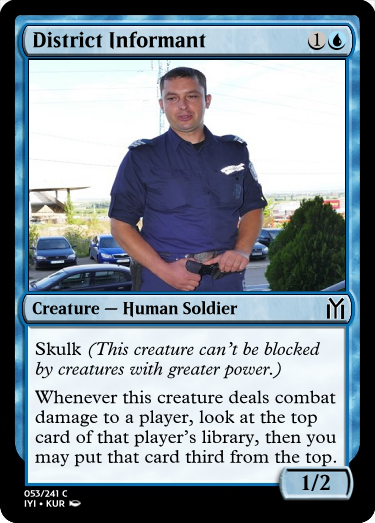 District Informant 1
Creature — Human Soldier
Skulk (This creature can't be blocked
by creatures with greater power.)
Whenever this creature deals combat
damage to a player, look at the top
card of that player's library, then you
may put that card third from the top.
1/2
053/241 C
IYI • KUR